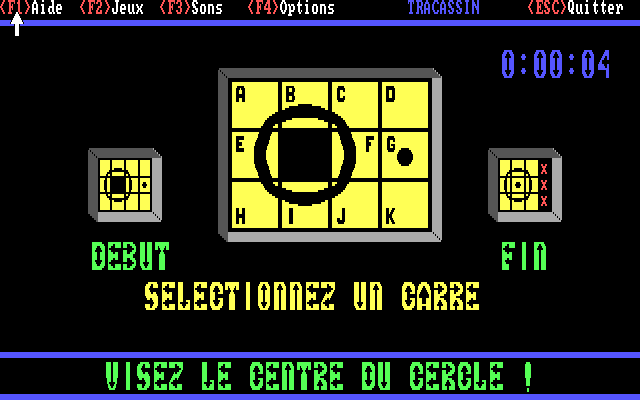 <F1>Aide <F2>Jeux <F3>Sons <F4>Options TRACASSIN <ESC>Quitter
0:00:04
A B C D
E F G
H I J K
X
X
X
DEBUT FIN
SELECTIONNEZ UN CARRE
VISEZ LE CENTRE DU CERCLE !